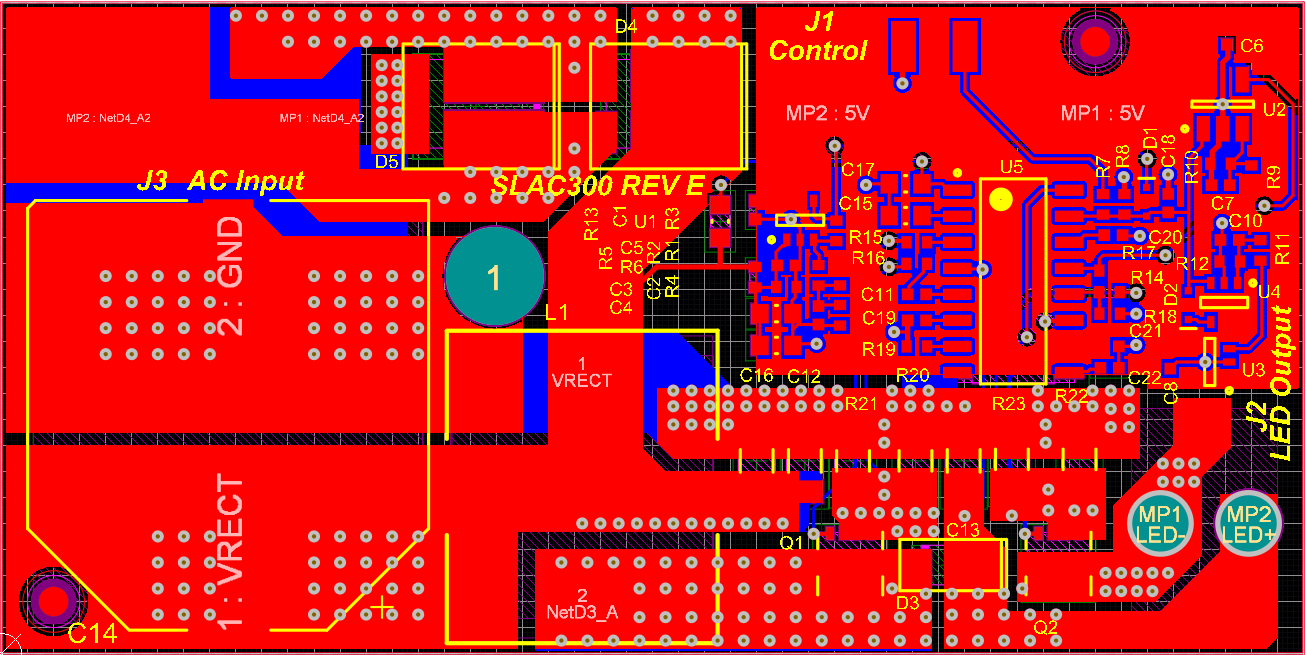 J1
Control
D4
C6
MP2 : NetD4_A2
MP1 : NetD4_A2
MP2 : 5V
MP1 : 5V
U2
D5
J3 AC Input
SLAC300 REV E
C17
C15
U5
R7
R8
D1
C18
R10
R9
R13
C1
U1
R3
R5
C5
R2
R1
R6
C3
C2
R4
C4
R15
R16
C11
C19
R19
C7
C10
C20
R17
R12
R11
R14
D2
R18
C21
U4
U3
2 : GND
1
L1
1
VRECT
C16
C12
R20
R21
R23
R22
C22
C8
J2
LED Output
1 : VRECT
Q1
C13
MP1
LED-
MP2
LED+
2
NetD3_A
D3
Q2
C14